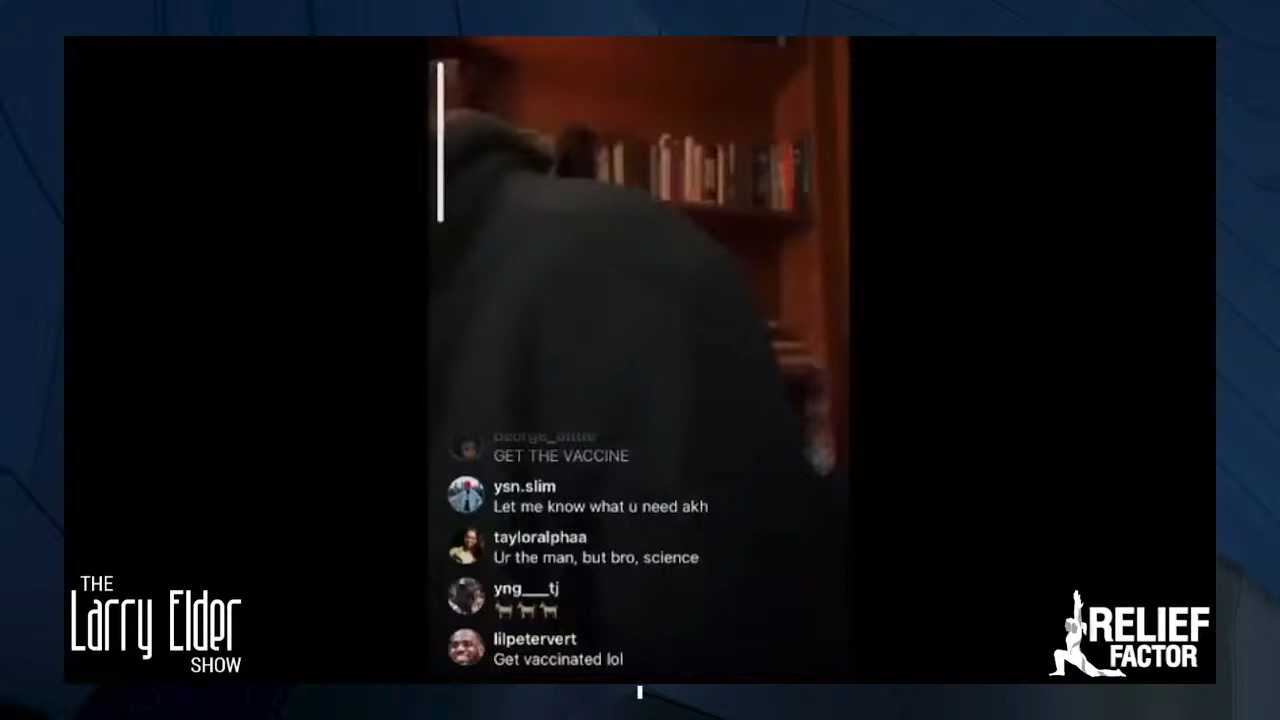 GET THE VACCINE
ysn.slim
Let me know what u need akh
tayloralphaa
Ur the man, but bro, science
yng___tj
lilpetervert
Get vaccinated lol
THE
Larry Elder
SHOW
RELIEF
FACTOR